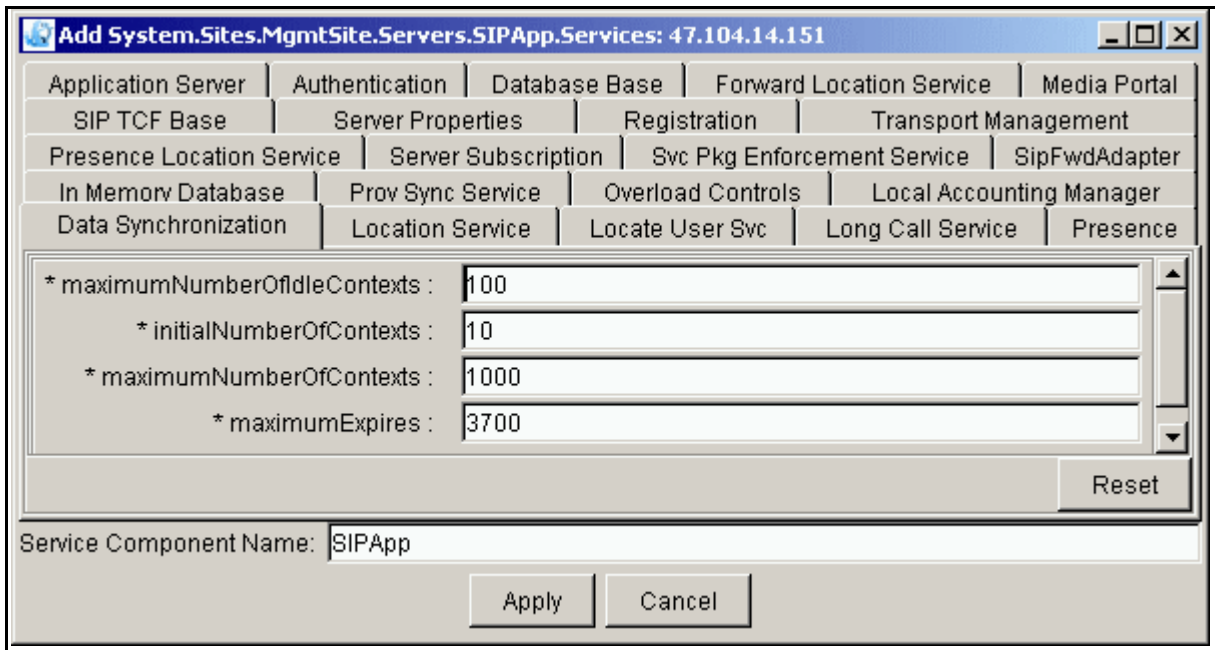 Add System.Sites.MgmtSite.Servers.SIPApp.Services: 47.104.14.151
Application Server Authentication Database Base Forward Location Service Media Portal
SIP TCF Base Server Properties Registration Transport Management
Presence Location Service Server Subscription Svc Pkg Enforcement Service SipFwdAdapter
In Memory Database Prov Sync Service Overload Controls Local Accounting Manager
Data Synchronization Location Service Locate User Svc Long Call Service Presence
* maximumNumberOfIdleContexts : 100
* initialNumberOfContexts : 10
* maximumNumberOfContexts : 1000
* maximumExpires : 3700
Reset
Service Component Name: SIPApp
Apply Cancel